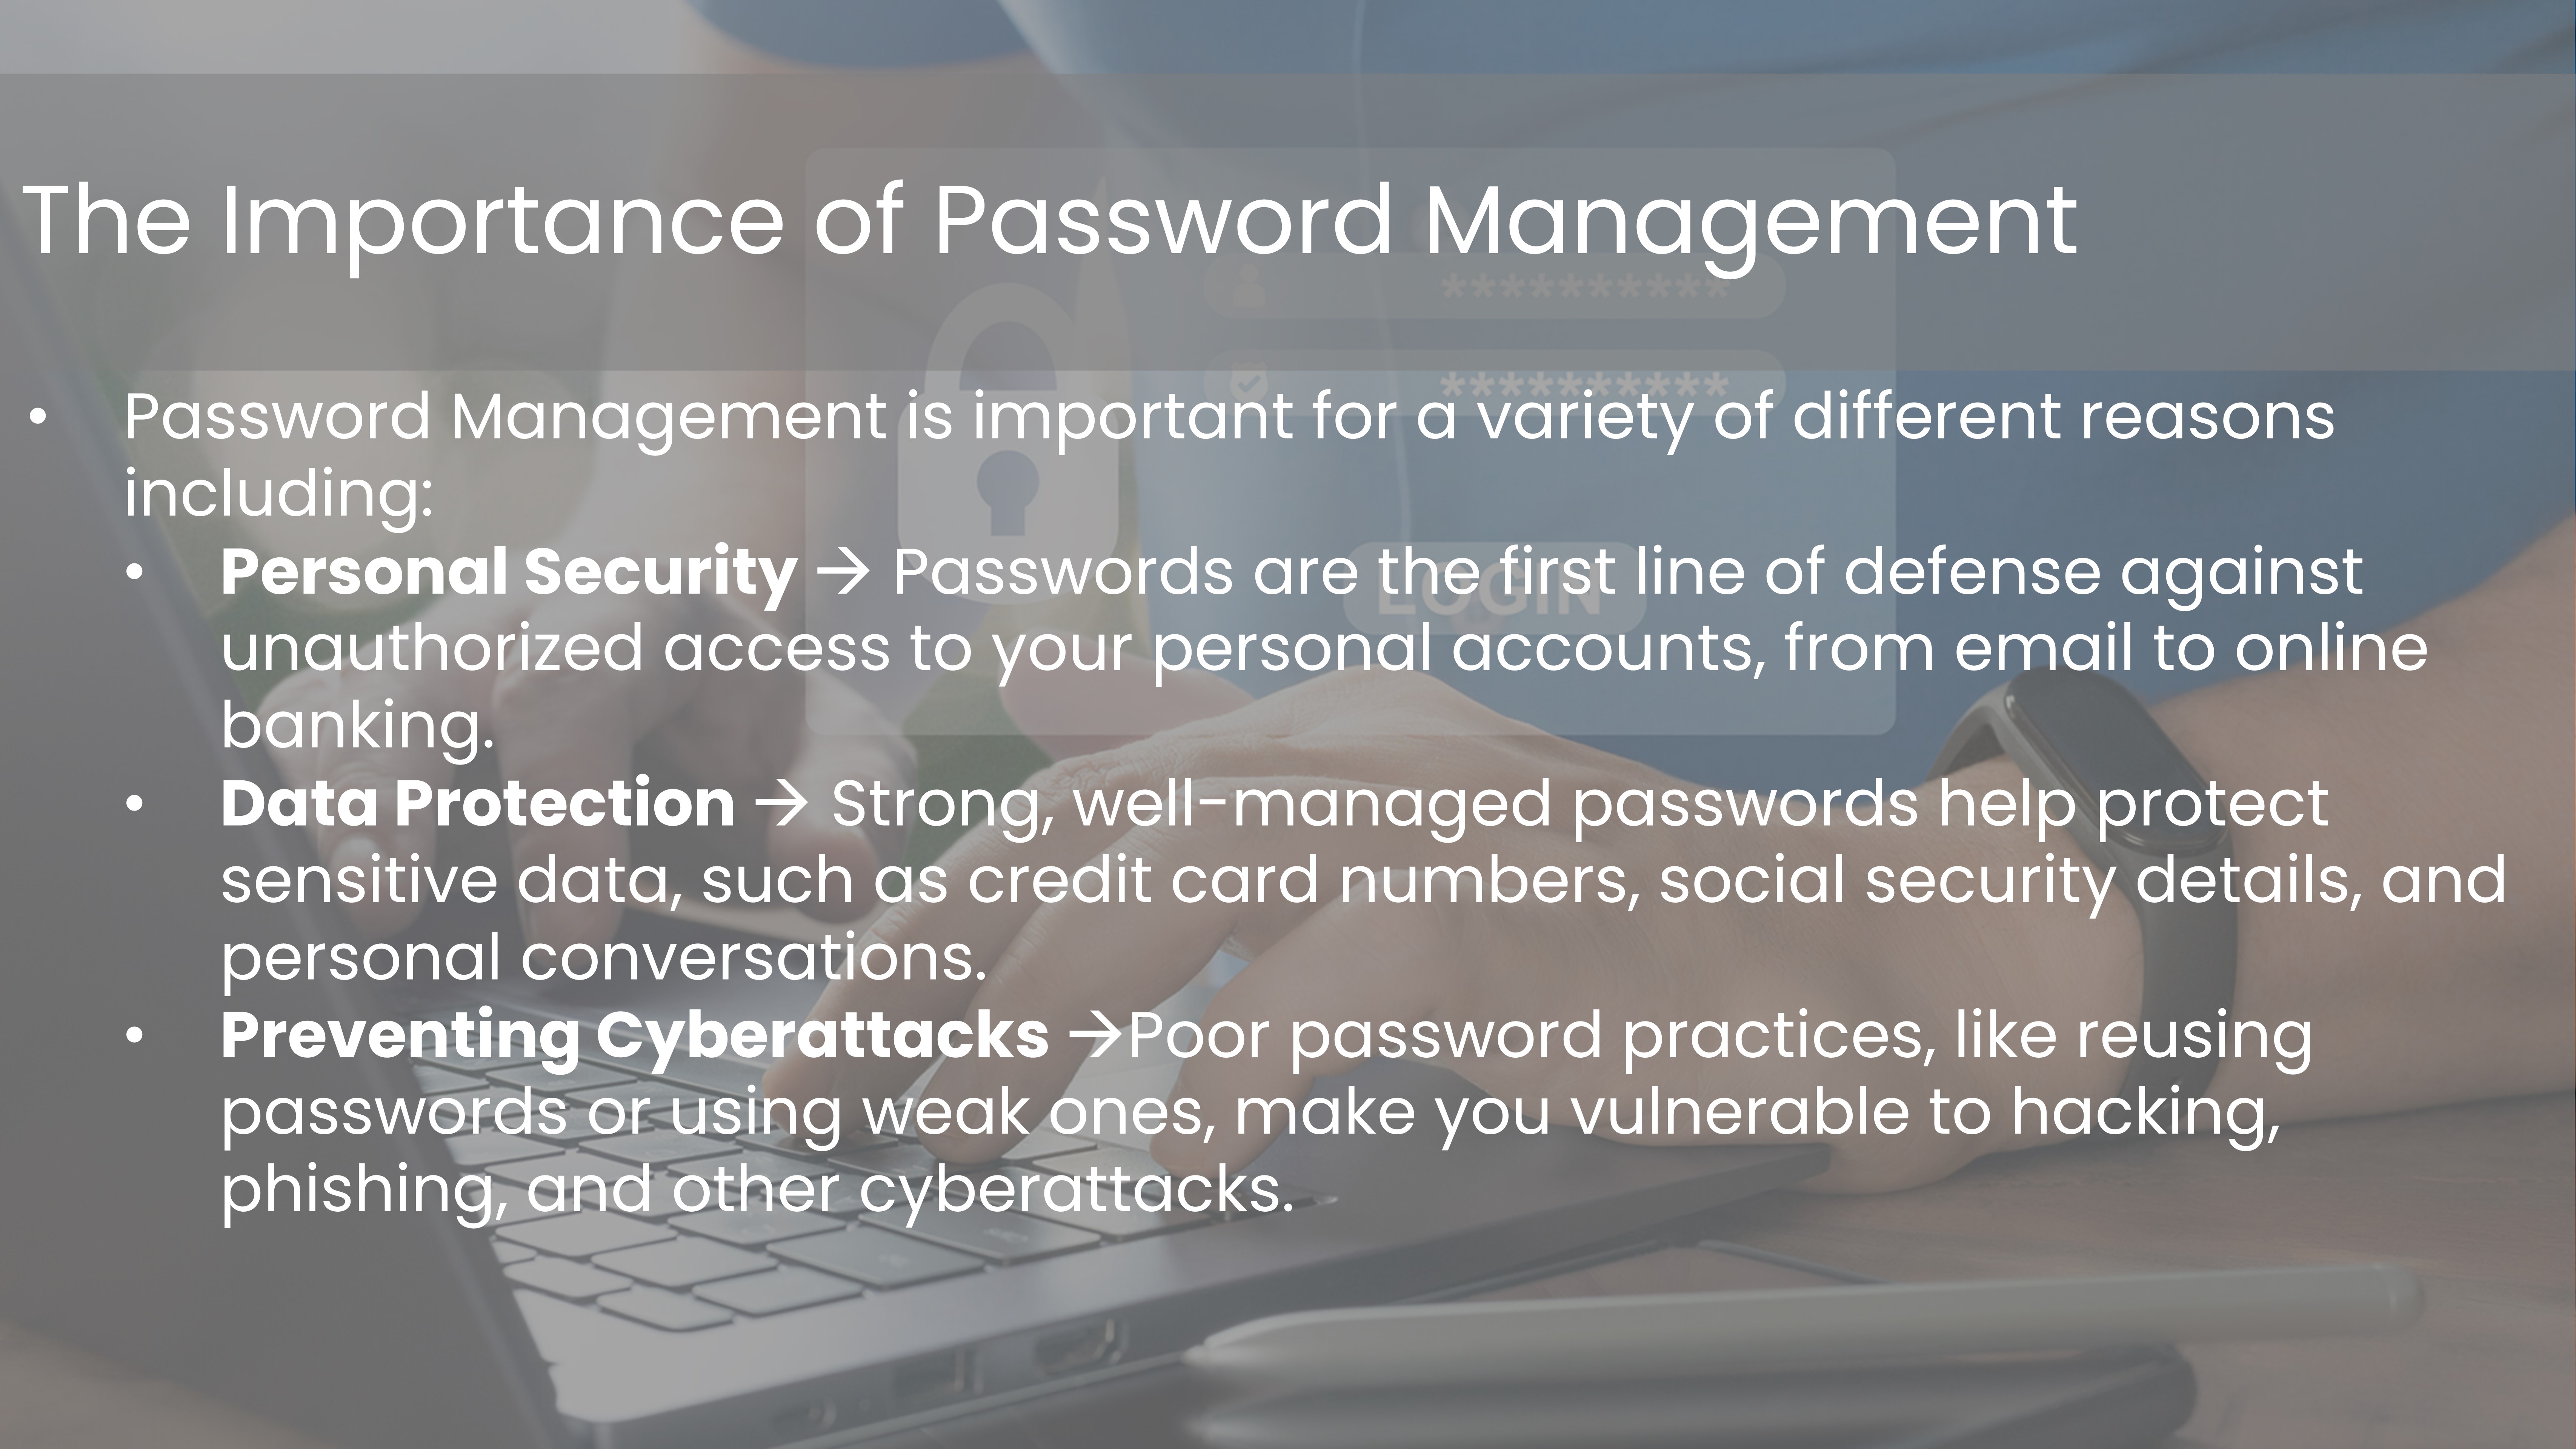 The Importance of Password Management
**********
**********
• Password Management is important for a variety of different reasons
including:
• Personal Security → Passwords are the first line of defense against
unauthorized access to your personal accounts, from email to online
banking.
LOGIN
• Data Protection → Strong, well-managed passwords help protect
sensitive data, such as credit card numbers, social security details, and
personal conversations.
• Preventing Cyberattacks →Poor password practices, like reusing
passwords or using weak ones, make you vulnerable to hacking,
phishing, and other cyberattacks.